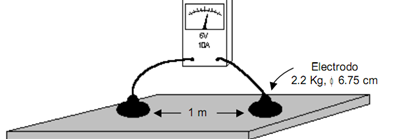 6V
10A
Electrodo
2.2 Kg, ϕ 6.75 cm
1 m